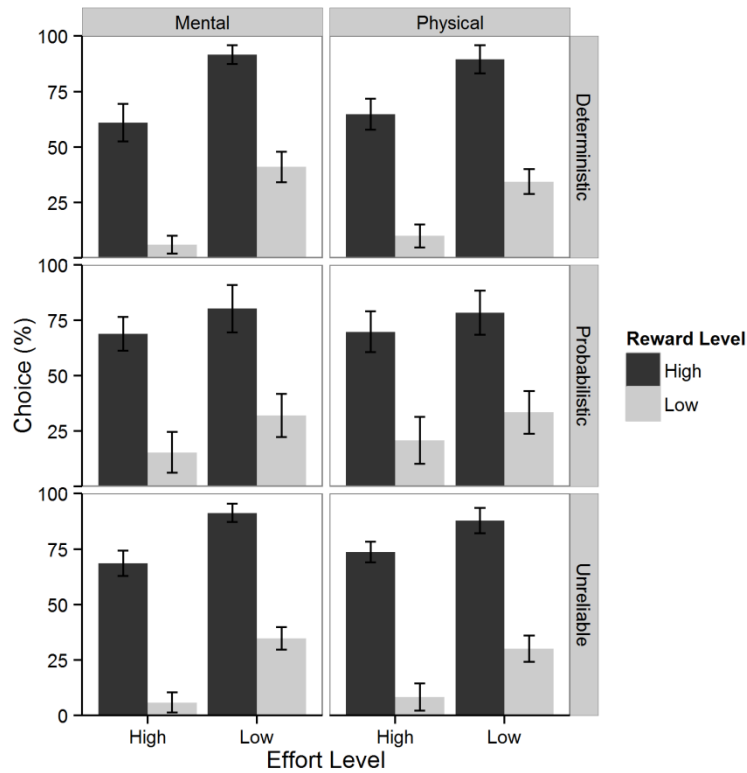 Mental
Physical
100
75
50
25
Deterministic
100
75
50
25
Probabilistic
100
75
50
25
0
Unreliable
Choice (%)
High
Low
High
Low
Effort Level
Reward Level
High
Low